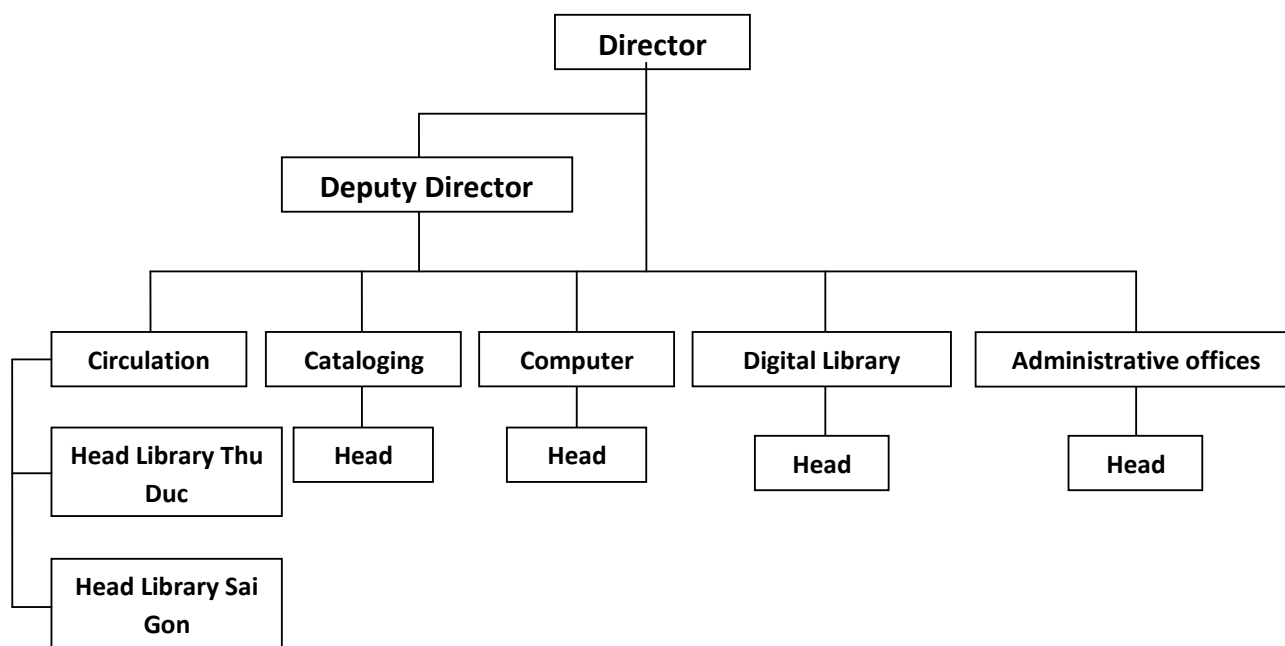 Director
Deputy Director
Circulation
Cataloging
Computer
Digital Library
Administrative offices
Head Library Thu
Duc
Head
Head
Head
Head
Head Library Sai
Gon